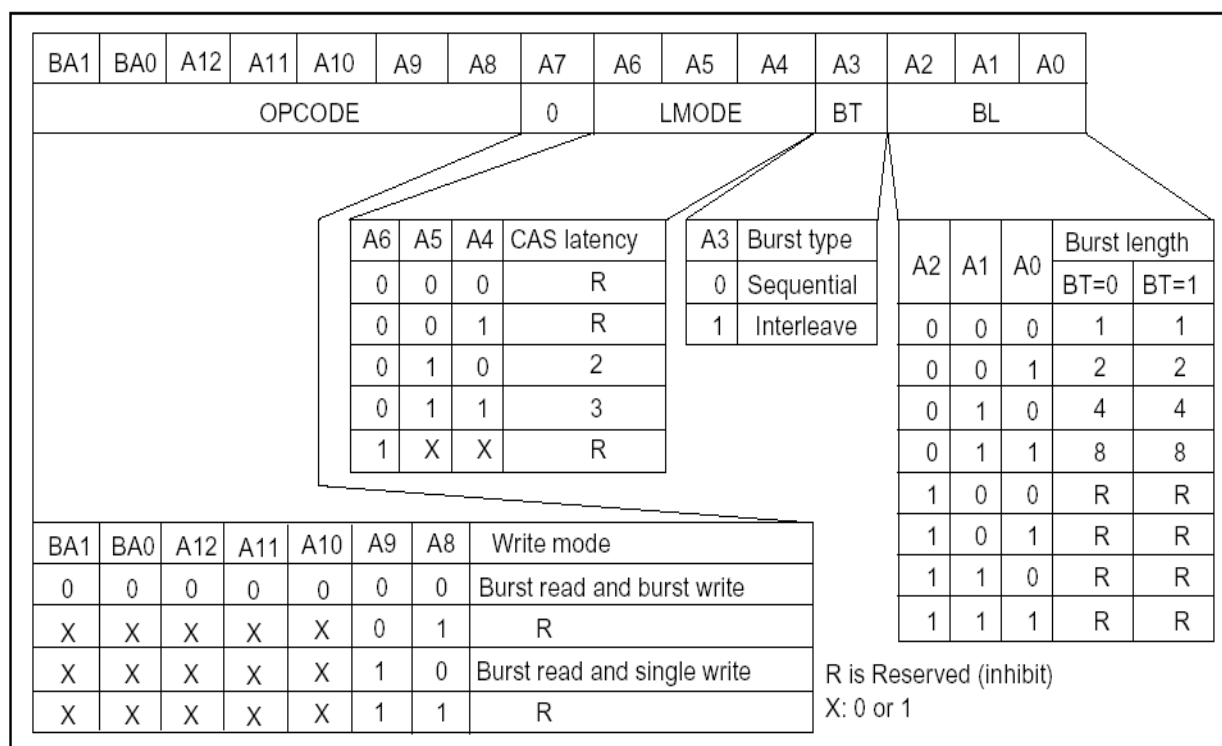 BA1 BA0 A12 A11 A10 A9 A8 A7 A6 A5 A4 A3 A2 A1 A0
OPCODE 0 LMODE BT BL
A6 A5 A4 CAS latency
0 0 0 R
0 0 1 R
0 1 0 2
0 1 1 3
1 X X R
A3 Burst type
0 Sequential
1 Interleave
A2 A1 A0 Burst length
BT=0 BT=1
0 0 0 1 1
0 0 1 2 2
0 1 0 4 4
0 1 1 8 8
1 0 0 R R
1 0 1 R R
1 1 0 R R
1 1 1 R R
BA1 BA0 A12 A11 A10 A9 A8 Write mode
0 0 0 0 0 0 0 Burst read and burst write
X X X X X 0 1 R
X X X X X 1 0 Burst read and single write
X X X X X 1 1 R
R is Reserved (inhibit)
X: 0 or 1